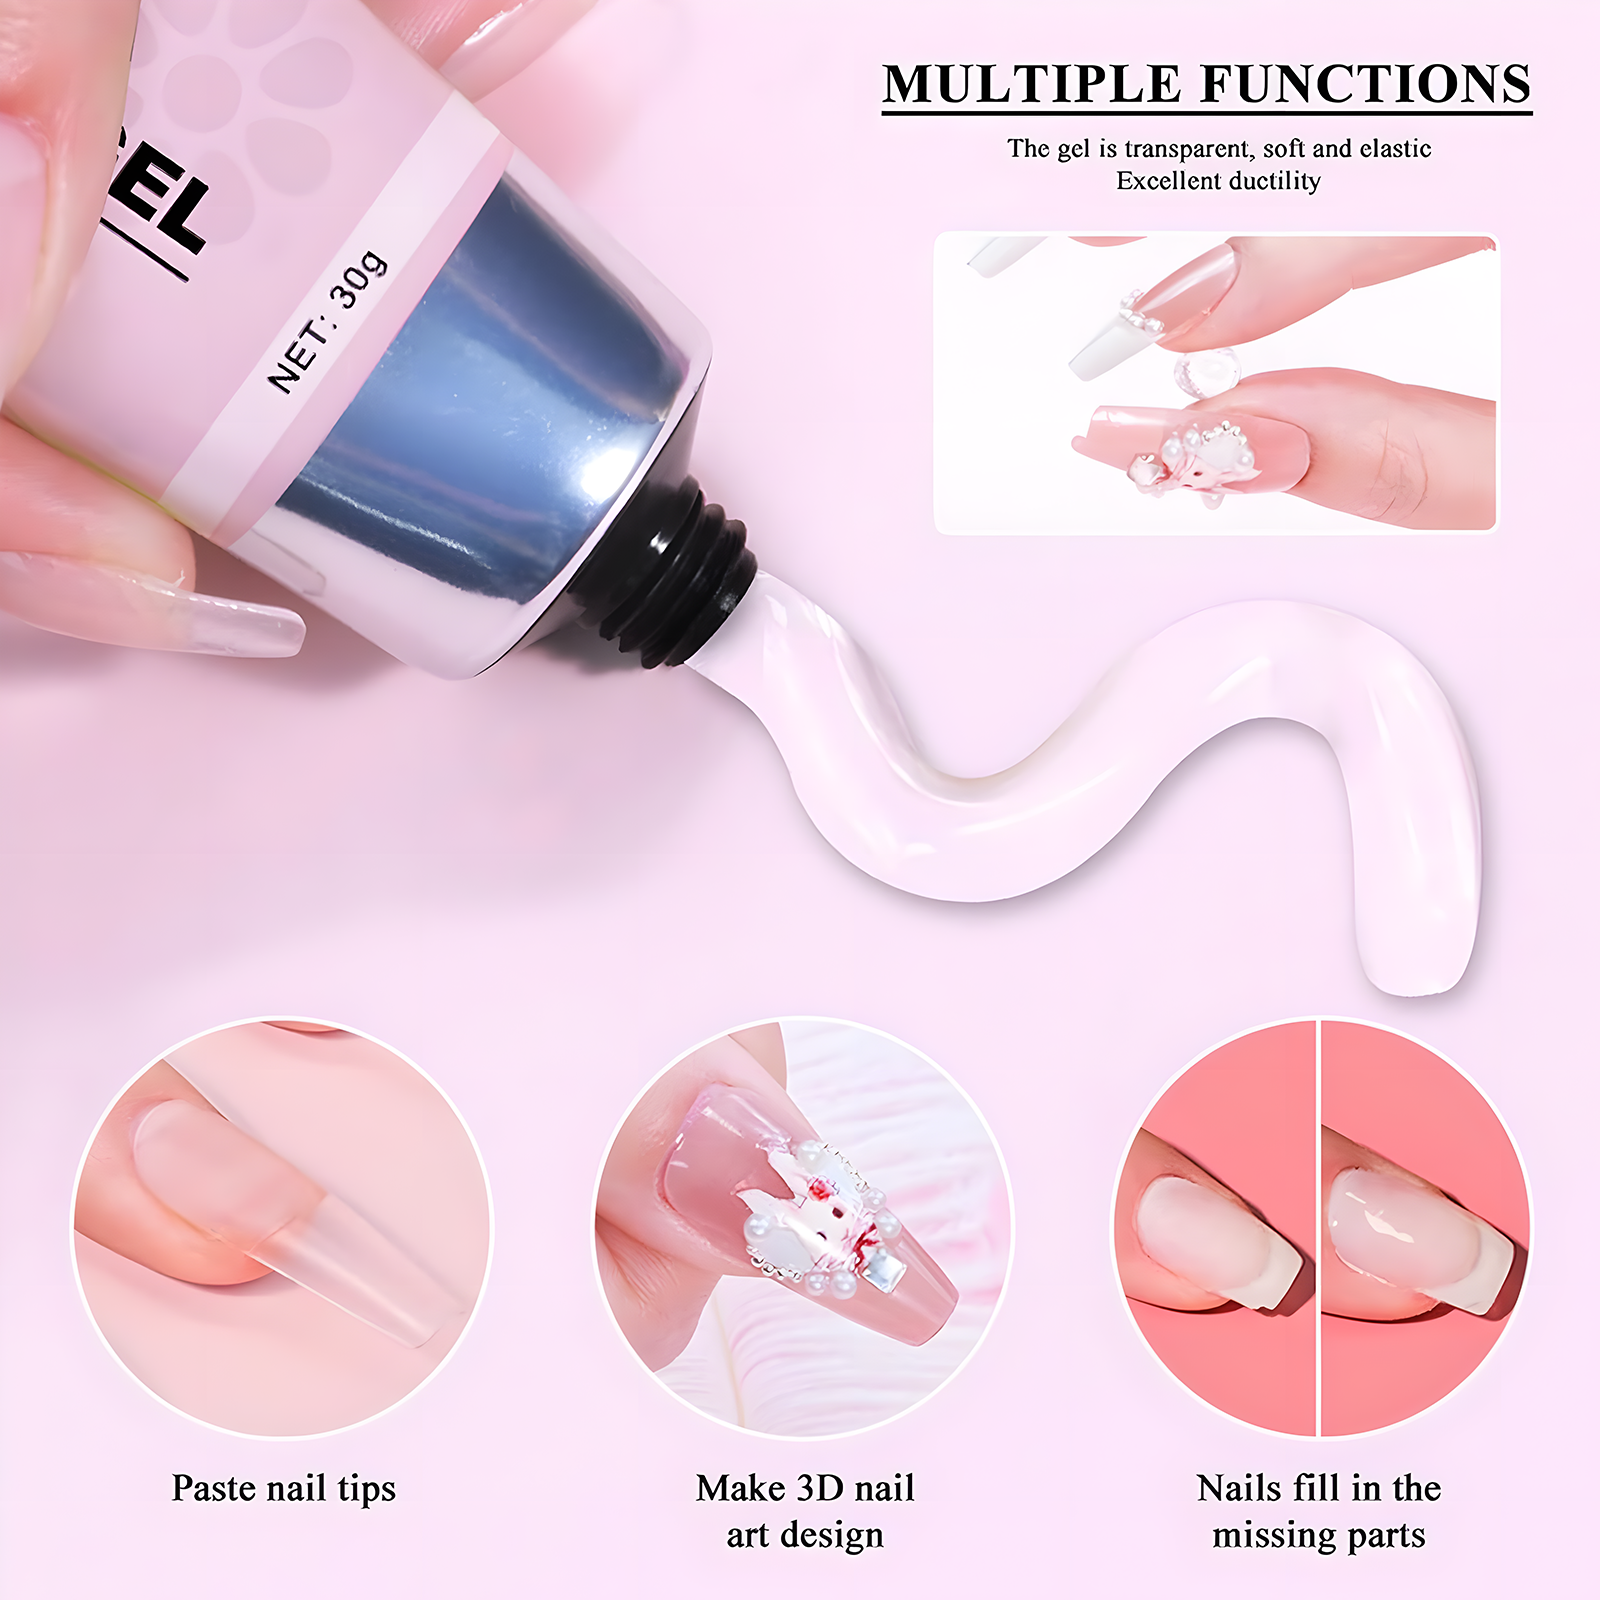 GEL
NET: 30g
MULTIPLE FUNCTIONS
The gel is transparent, soft and elastic
Excellent ductility
Paste nail tips
Make 3D nail
art design
Nails fill in the
missing parts